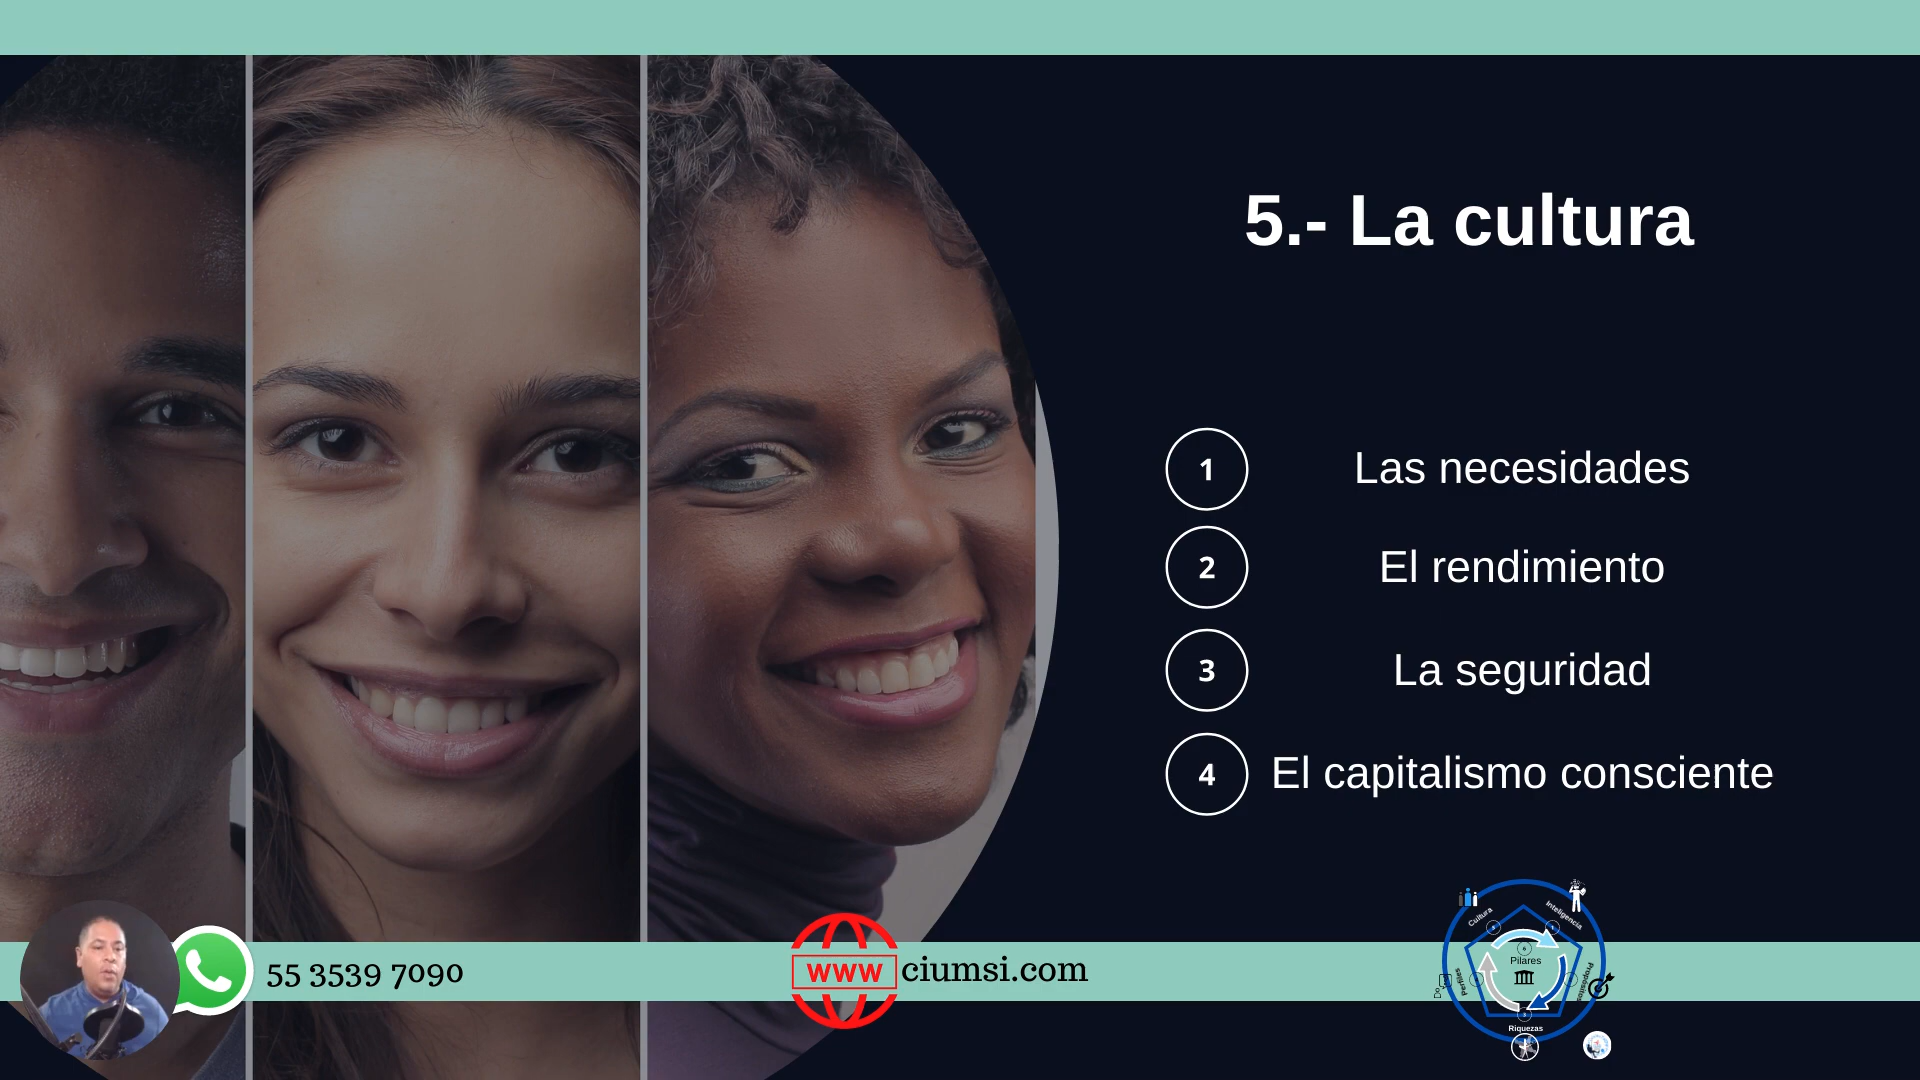 5.- La cultura
1 Las necesidades
2 El rendimiento
3 La seguridad
4 El capitalismo consciente
55 3539 7090
www ciumsi.com
Cultura
Inteligencia
Pilares
Perfiles
Propósitos
Riquezas